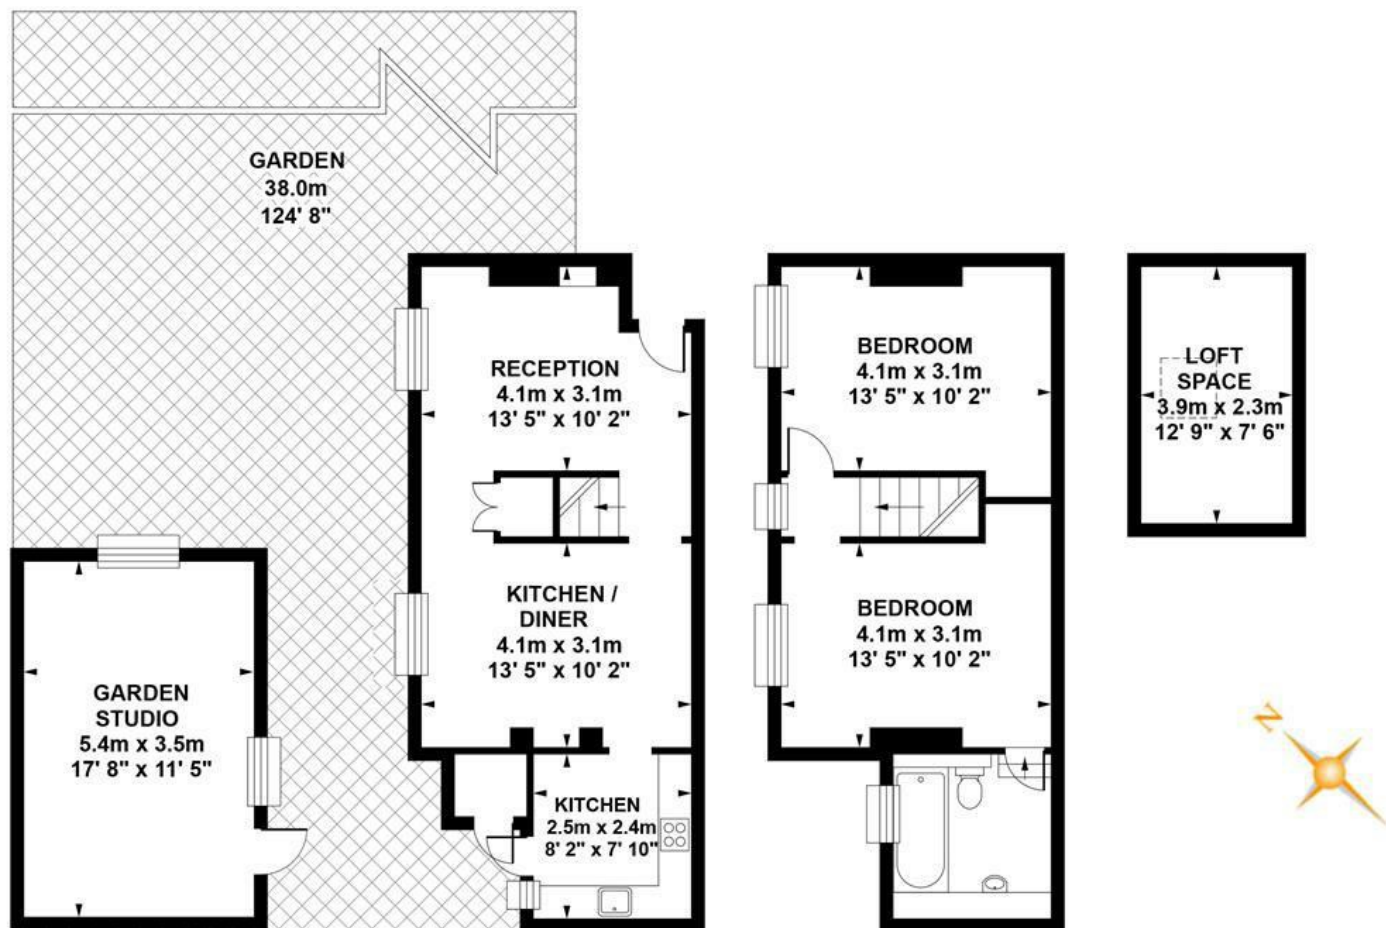 GARDEN
38.0m
124' 8"
RECEPTION
4.1m x 3.1m
13' 5" x 10' 2"
KITCHEN /
DINER
4.1m x 3.1m
13' 5" x 10' 2"
GARDEN
STUDIO
5.4m x 3.5m
17' 8" x 11' 5"
KITCHEN
2.5m x 2.4m
8' 2" x 7' 10"
BEDROOM
4.1m x 3.1m
13' 5" x 10' 2"
BEDROOM
4.1m x 3.1m
13' 5" x 10' 2"
LOFT
SPACE
3.9m x 2.3m
12' 9" x 7' 6"
N